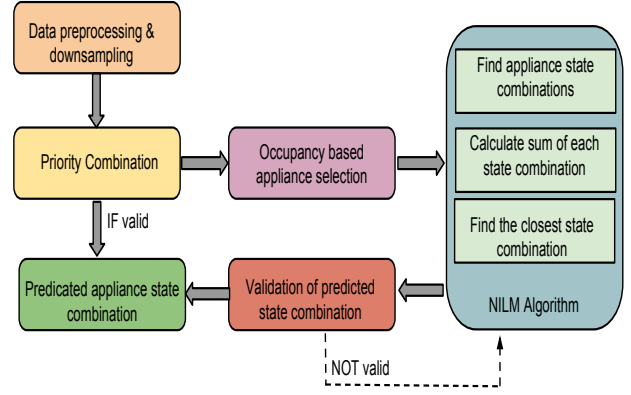 Data preprocessing &
downsampling
Priority Combination
Occupancy based
appliance selection
Find appliance state
combinations
Calculate sum of each
state combination
Find the closest state
combination
NILM Algorithm
IF valid
Predicated appliance state
combination
Validation of predicted
state combination
NOT valid